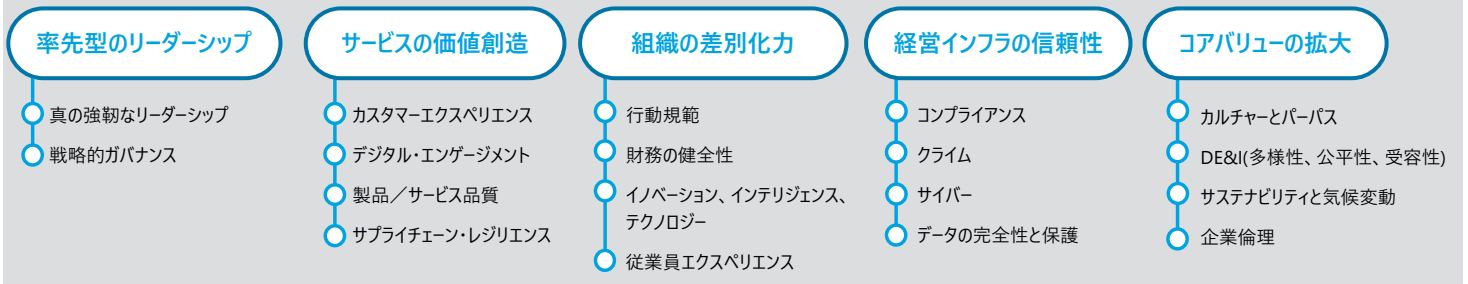 率先型のリーダーシップ
真の強靭なリーダーシップ
戦略的ガバナンス
サービスの価値創造
カスタマーエクスペリエンス
デジタル・エンゲージメント
製品／サービス品質
サプライチェーン・レジリエンス
組織の差別化力
行動規範
財務の健全性
イノベーション、インテリジェンス、
テクノロジー
従業員エクスペリエンス
経営インフラの信頼性
コンプライアンス
クライム
サイバー
データの完全性と保護
コアバリューの拡大
カルチャーとパーパス
DE&I(多様性、公平性、受容性)
サステナビリティと気候変動
企業倫理